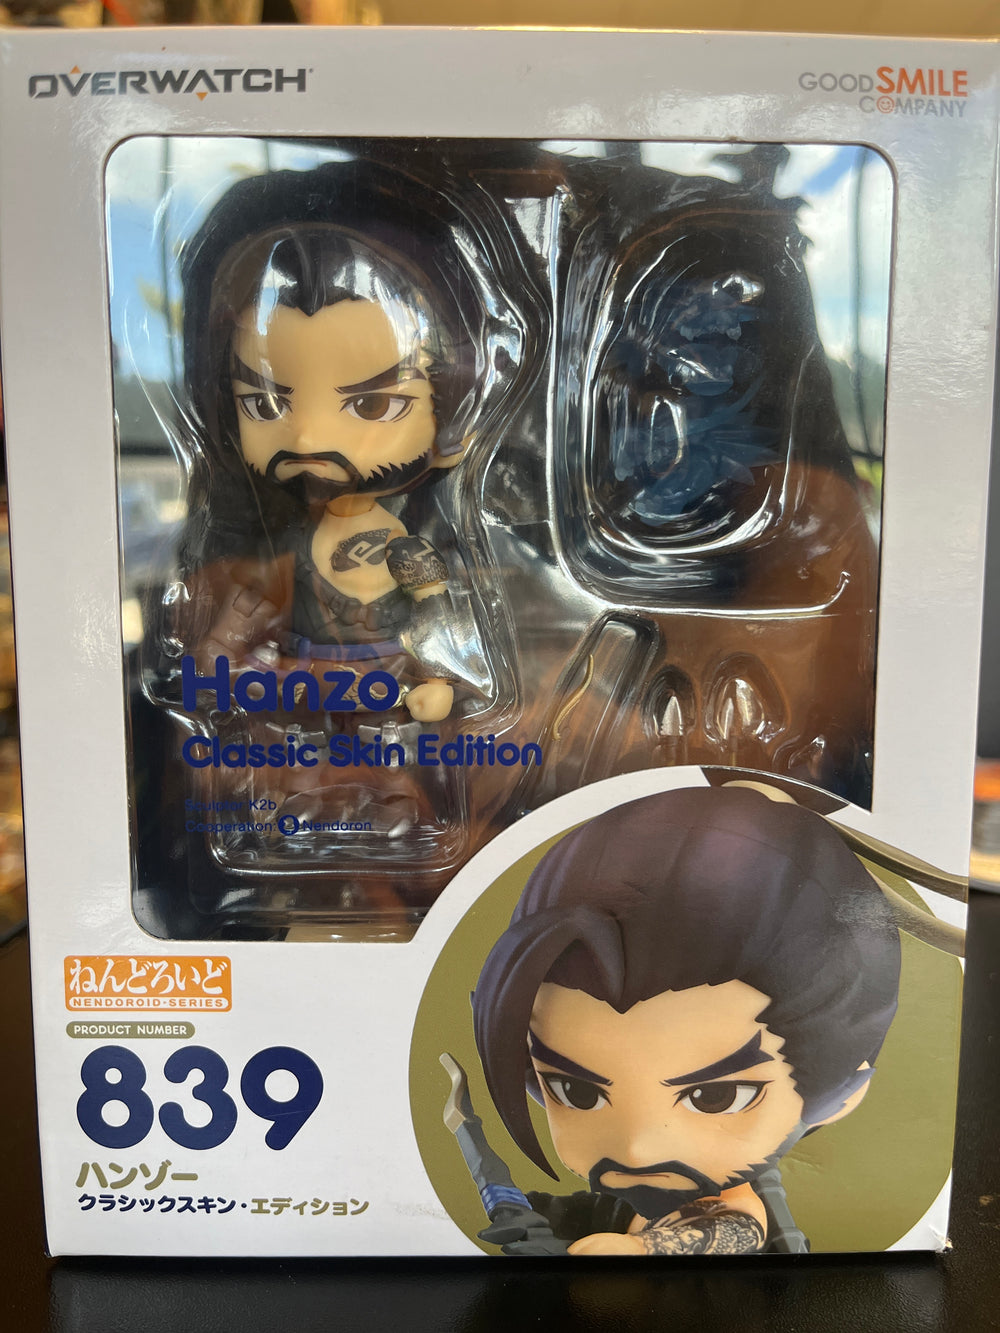 OVERWATCH
GOOD SMILE
COMPANY
Hanzo
Classic Skin Edition
Sculptor K2b
Cooperation: Nendoron
ねんどろいど
NENDOROID-SERIES
PRODUCT NUMBER
839
ハンゾー
クラシックスキン・エディション